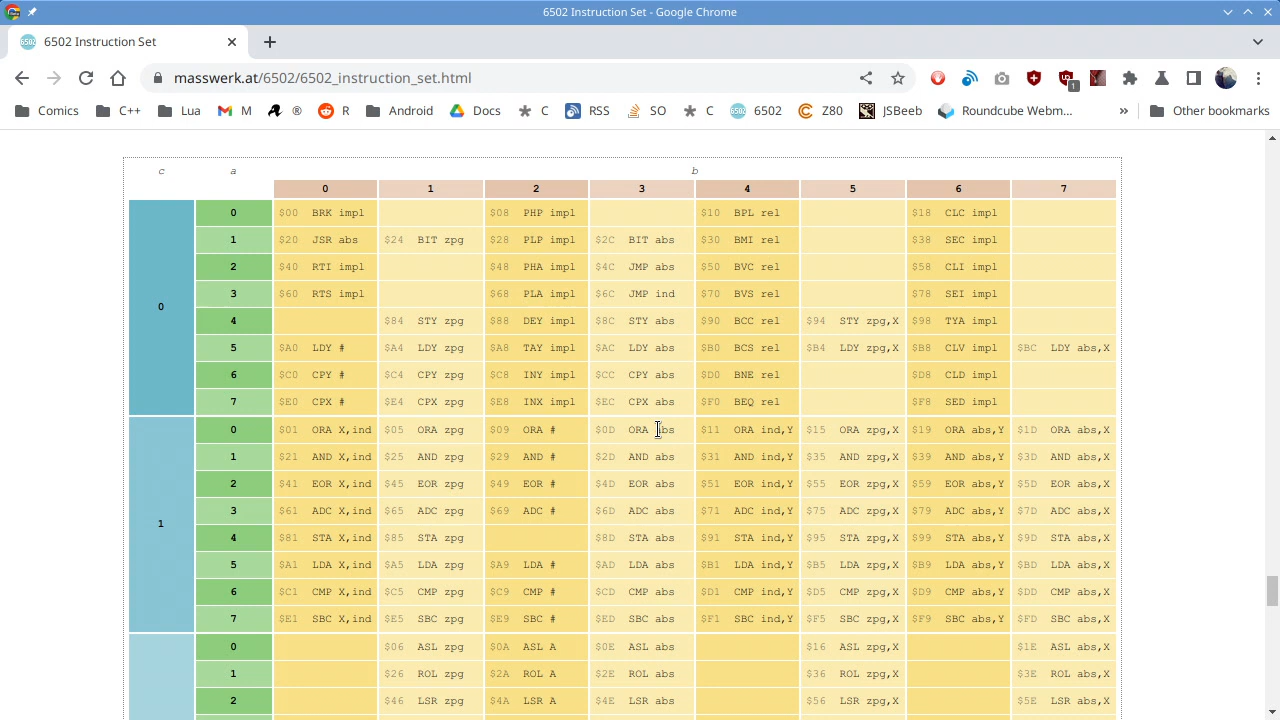 6502 Instruction Set - Google Chrome
6502 6502 Instruction Set
masswerk.at/6502/6502_instruction_set.html
1
Comics C++ Lua M M ® R Android Docs C RSS SO C 6502 6502 Z80 JSBeeb Roundcube Webm... » Other bookmarks
c a b
0 1 2 3 4 5 6 7
0
0 $00 BRK impl $08 PHP impl $10 BPL rel $18 CLC impl
1 $20 JSR abs $24 BIT zpg $28 PLP impl $2C BIT abs $30 BMI rel $38 SEC impl
2 $40 RTI impl $48 PHA impl $4C JMP abs $50 BVC rel $58 CLI impl
3 $60 RTS impl $68 PLA impl $6C JMP ind $70 BVS rel $78 SEI impl
4 $84 STY zpg $88 DEY impl $8C STY abs $90 BCC rel $94 STY zpg,X $98 TYA impl
5 $A0 LDY # $A4 LDY zpg $A8 TAY impl $AC LDY abs $B0 BCS rel $B4 LDY zpg,X $B8 CLV impl $BC LDY abs,X
6 $C0 CPY # $C4 CPY zpg $C8 INY impl $CC CPY abs $D0 BNE rel $D8 CLD impl
7 $E0 CPX # $E4 CPX zpg $E8 INX impl $EC CPX abs $F0 BEQ rel $F8 SED impl
1
0 $01 ORA X,ind $05 ORA zpg $09 ORA # $0D ORA abs $11 ORA ind,Y $15 ORA zpg,X $19 ORA abs,Y $1D ORA abs,X
1 $21 AND X,ind $25 AND zpg $29 AND # $2D AND abs $31 AND ind,Y $35 AND zpg,X $39 AND abs,Y $3D AND abs,X
2 $41 EOR X,ind $45 EOR zpg $49 EOR # $4D EOR abs $51 EOR ind,Y $55 EOR zpg,X $59 EOR abs,Y $5D EOR abs,X
3 $61 ADC X,ind $65 ADC zpg $69 ADC # $6D ADC abs $71 ADC ind,Y $75 ADC zpg,X $79 ADC abs,Y $7D ADC abs,X
4 $81 STA X,ind $85 STA zpg $8D STA abs $91 STA ind,Y $95 STA zpg,X $99 STA abs,Y $9D STA abs,X
5 $A1 LDA X,ind $A5 LDA zpg $A9 LDA # $AD LDA abs $B1 LDA ind,Y $B5 LDA zpg,X $B9 LDA abs,Y $BD LDA abs,X
6 $C1 CMP X,ind $C5 CMP zpg $C9 CMP # $CD CMP abs $D1 CMP ind,Y $D5 CMP zpg,X $D9 CMP abs,Y $DD CMP abs,X
7 $E1 SBC X,ind $E5 SBC zpg $E9 SBC # $ED SBC abs $F1 SBC ind,Y $F5 SBC zpg,X $F9 SBC abs,Y $FD SBC abs,X
0 $06 ASL zpg $0A ASL A $0E ASL abs $16 ASL zpg,X $1E ASL abs,X
1 $26 ROL zpg $2A ROL A $2E ROL abs $36 ROL zpg,X $3E ROL abs,X
2 $46 LSR zpg $4A LSR A $4E LSR abs $56 LSR zpg,X $5E LSR abs,X